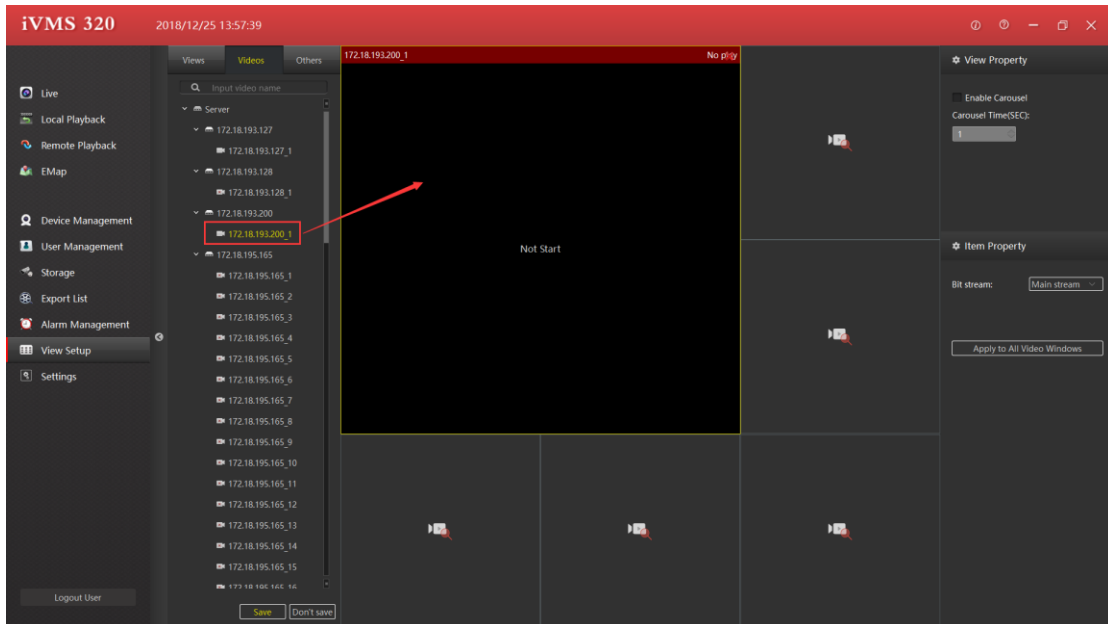 iVMS 320
2018/12/25 13:57:39
Live
Local Playback
Remote Playback
EMap
Device Management
User Management
Storage
Export List
Alarm Management
View Setup
Settings
Logout User
Views
Videos
Others
Input video name
Server
172.18.193.127
172.18.193.127_1
172.18.193.128
172.18.193.128_1
172.18.193.200
172.18.193.200_1
172.18.195.165
172.18.195.165_1
172.18.195.165_2
172.18.195.165_3
172.18.195.165_4
172.18.195.165_5
172.18.195.165_6
172.18.195.165_7
172.18.195.165_8
172.18.195.165_9
172.18.195.165_10
172.18.195.165_11
172.18.195.165_12
172.18.195.165_13
172.18.195.165_14
172.18.195.165_15
172.18.195.165_16
Save
Don't save
172.18.193.200_1
No play
Not Start
View Property
Enable Carousel
Carousel Time(SEC):
1
Item Property
Bit stream:
Main stream
Apply to All Video Windows